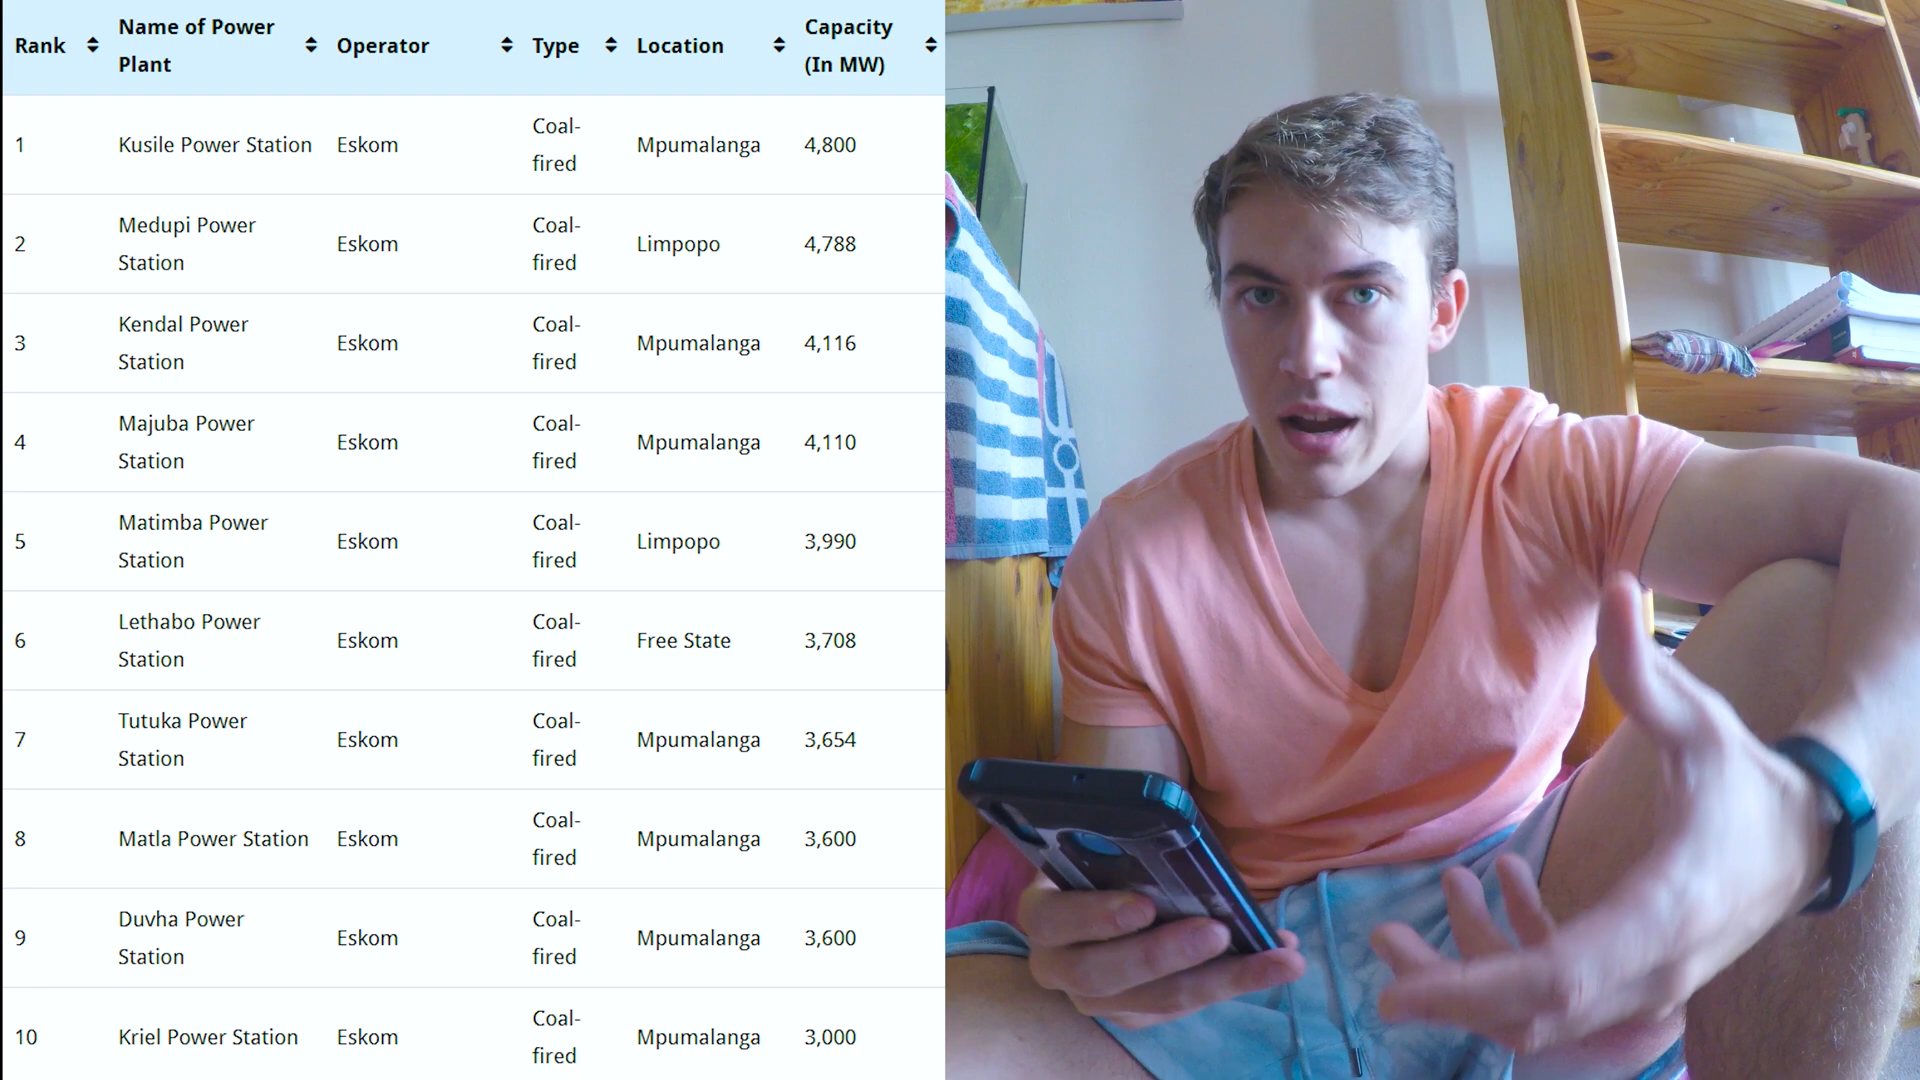 Rank Name of Power Operator Type Location Capacity
Plant (In MW)
1 Kusile Power Station Eskom Coal-
fired Mpumalanga 4,800
2 Medupi Power
Station Eskom Coal-
fired Limpopo 4,788
3 Kendal Power
Station Eskom Coal-
fired Mpumalanga 4,116
4 Majuba Power
Station Eskom Coal-
fired Mpumalanga 4,110
5 Matimba Power
Station Eskom Coal-
fired Limpopo 3,990
6 Lethabo Power
Station Eskom Coal-
fired Free State 3,708
7 Tutuka Power
Station Eskom Coal-
fired Mpumalanga 3,654
8 Matla Power Station Eskom Coal-
fired Mpumalanga 3,600
9 Duvha Power
Station Eskom Coal-
fired Mpumalanga 3,600
10 Kriel Power Station Eskom Coal-
fired Mpumalanga 3,000